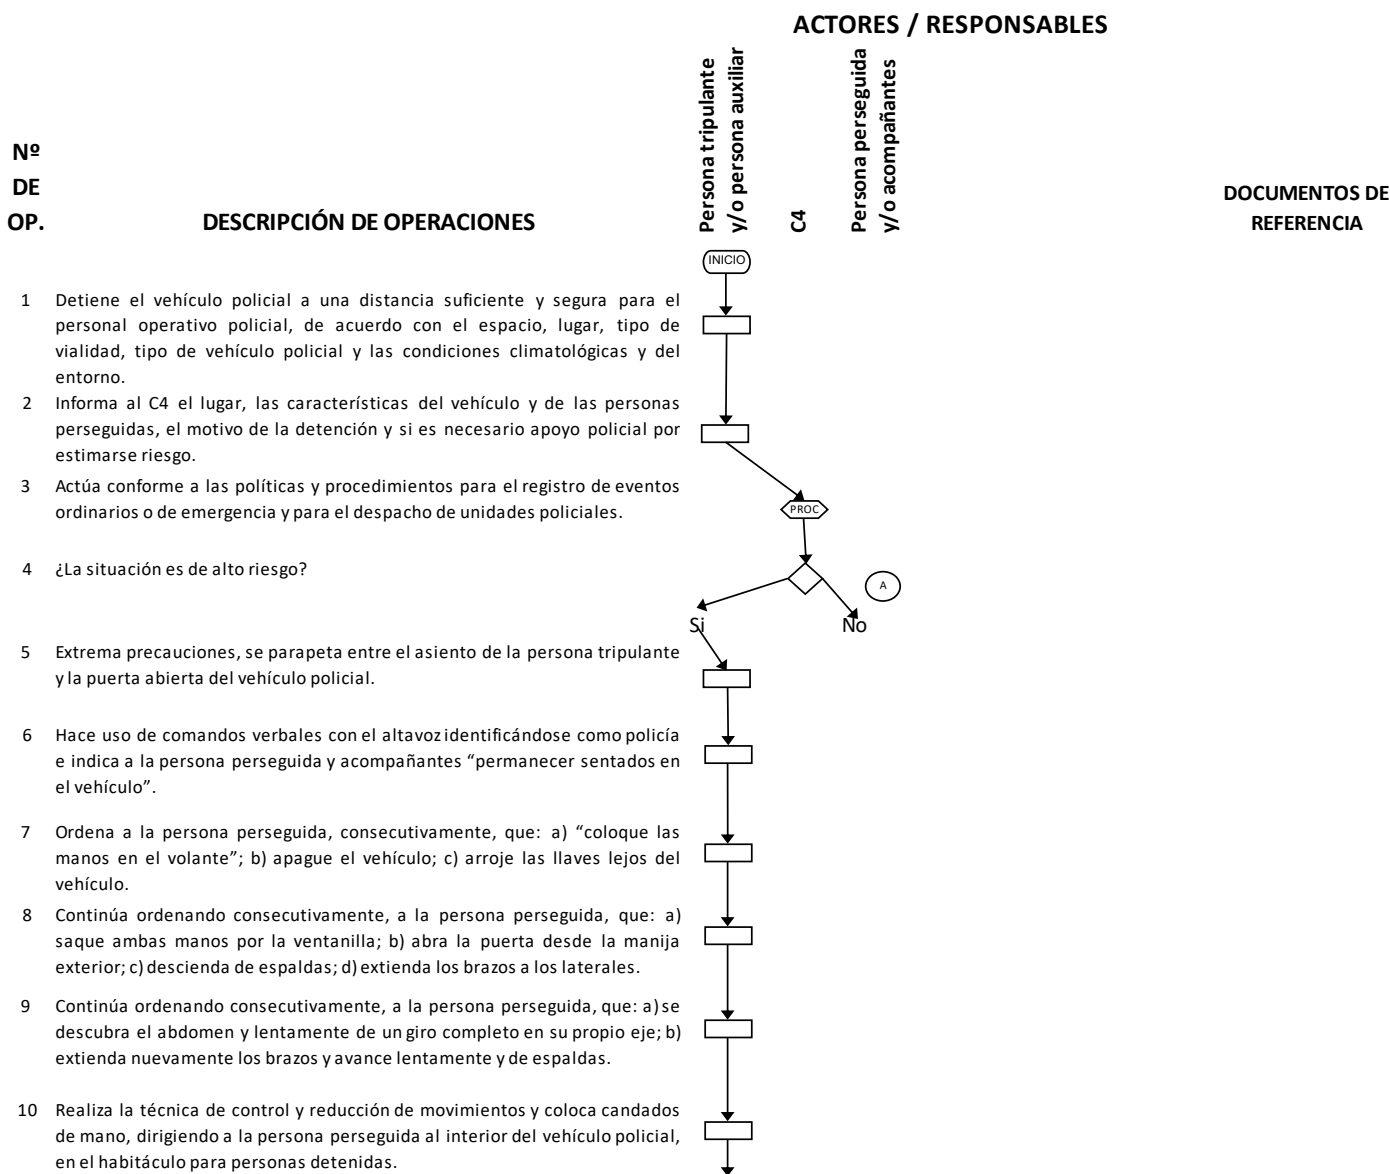 ACTORES / RESPONSABLES
Nº
DE
OP.
DESCRIPCIÓN DE OPERACIONES
Persona tripulante
y/o persona auxiliar
C4
Persona perseguida
y/o acompañantes
DOCUMENTOS DE
REFERENCIA
INICIO
1 Detiene el vehículo policial a una distancia suficiente y segura para el
personal operativo policial, de acuerdo con el espacio, lugar, tipo de
vialidad, tipo de vehículo policial y las condiciones climatológicas y del
entorno.
2 Informa al C4 el lugar, las características del vehículo y de las personas
perseguidas, el motivo de la detención y si es necesario apoyo policial por
estimarse riesgo.
3 Actúa conforme a las políticas y procedimientos para el registro de eventos
ordinarios o de emergencia y para el despacho de unidades policiales.
PROC
4 ¿La situación es de alto riesgo?
A
Si
No
5 Extrema precauciones, se parapeta entre el asiento de la persona tripulante
y la puerta abierta del vehículo policial.
6 Hace uso de comandos verbales con el altavoz identificándose como policía
e indica a la persona perseguida y acompañantes “permanecer sentados en
el vehículo”.
7 Ordena a la persona perseguida, consecutivamente, que: a) “coloque las
manos en el volante”; b) apague el vehículo; c) arroje las llaves lejos del
vehículo.
8 Continúa ordenando consecutivamente, a la persona perseguida, que: a)
saque ambas manos por la ventanilla; b) abra la puerta desde la manija
exterior; c) descienda de espaldas; d) extienda los brazos a los laterales.
9 Continúa ordenando consecutivamente, a la persona perseguida, que: a) se
descubra el abdomen y lentamente de un giro completo en su propio eje; b)
extienda nuevamente los brazos y avance lentamente y de espaldas.
10 Realiza la técnica de control y reducción de movimientos y coloca candados
de mano, dirigiendo a la persona perseguida al interior del vehículo policial,
en el habitáculo para personas detenidas.